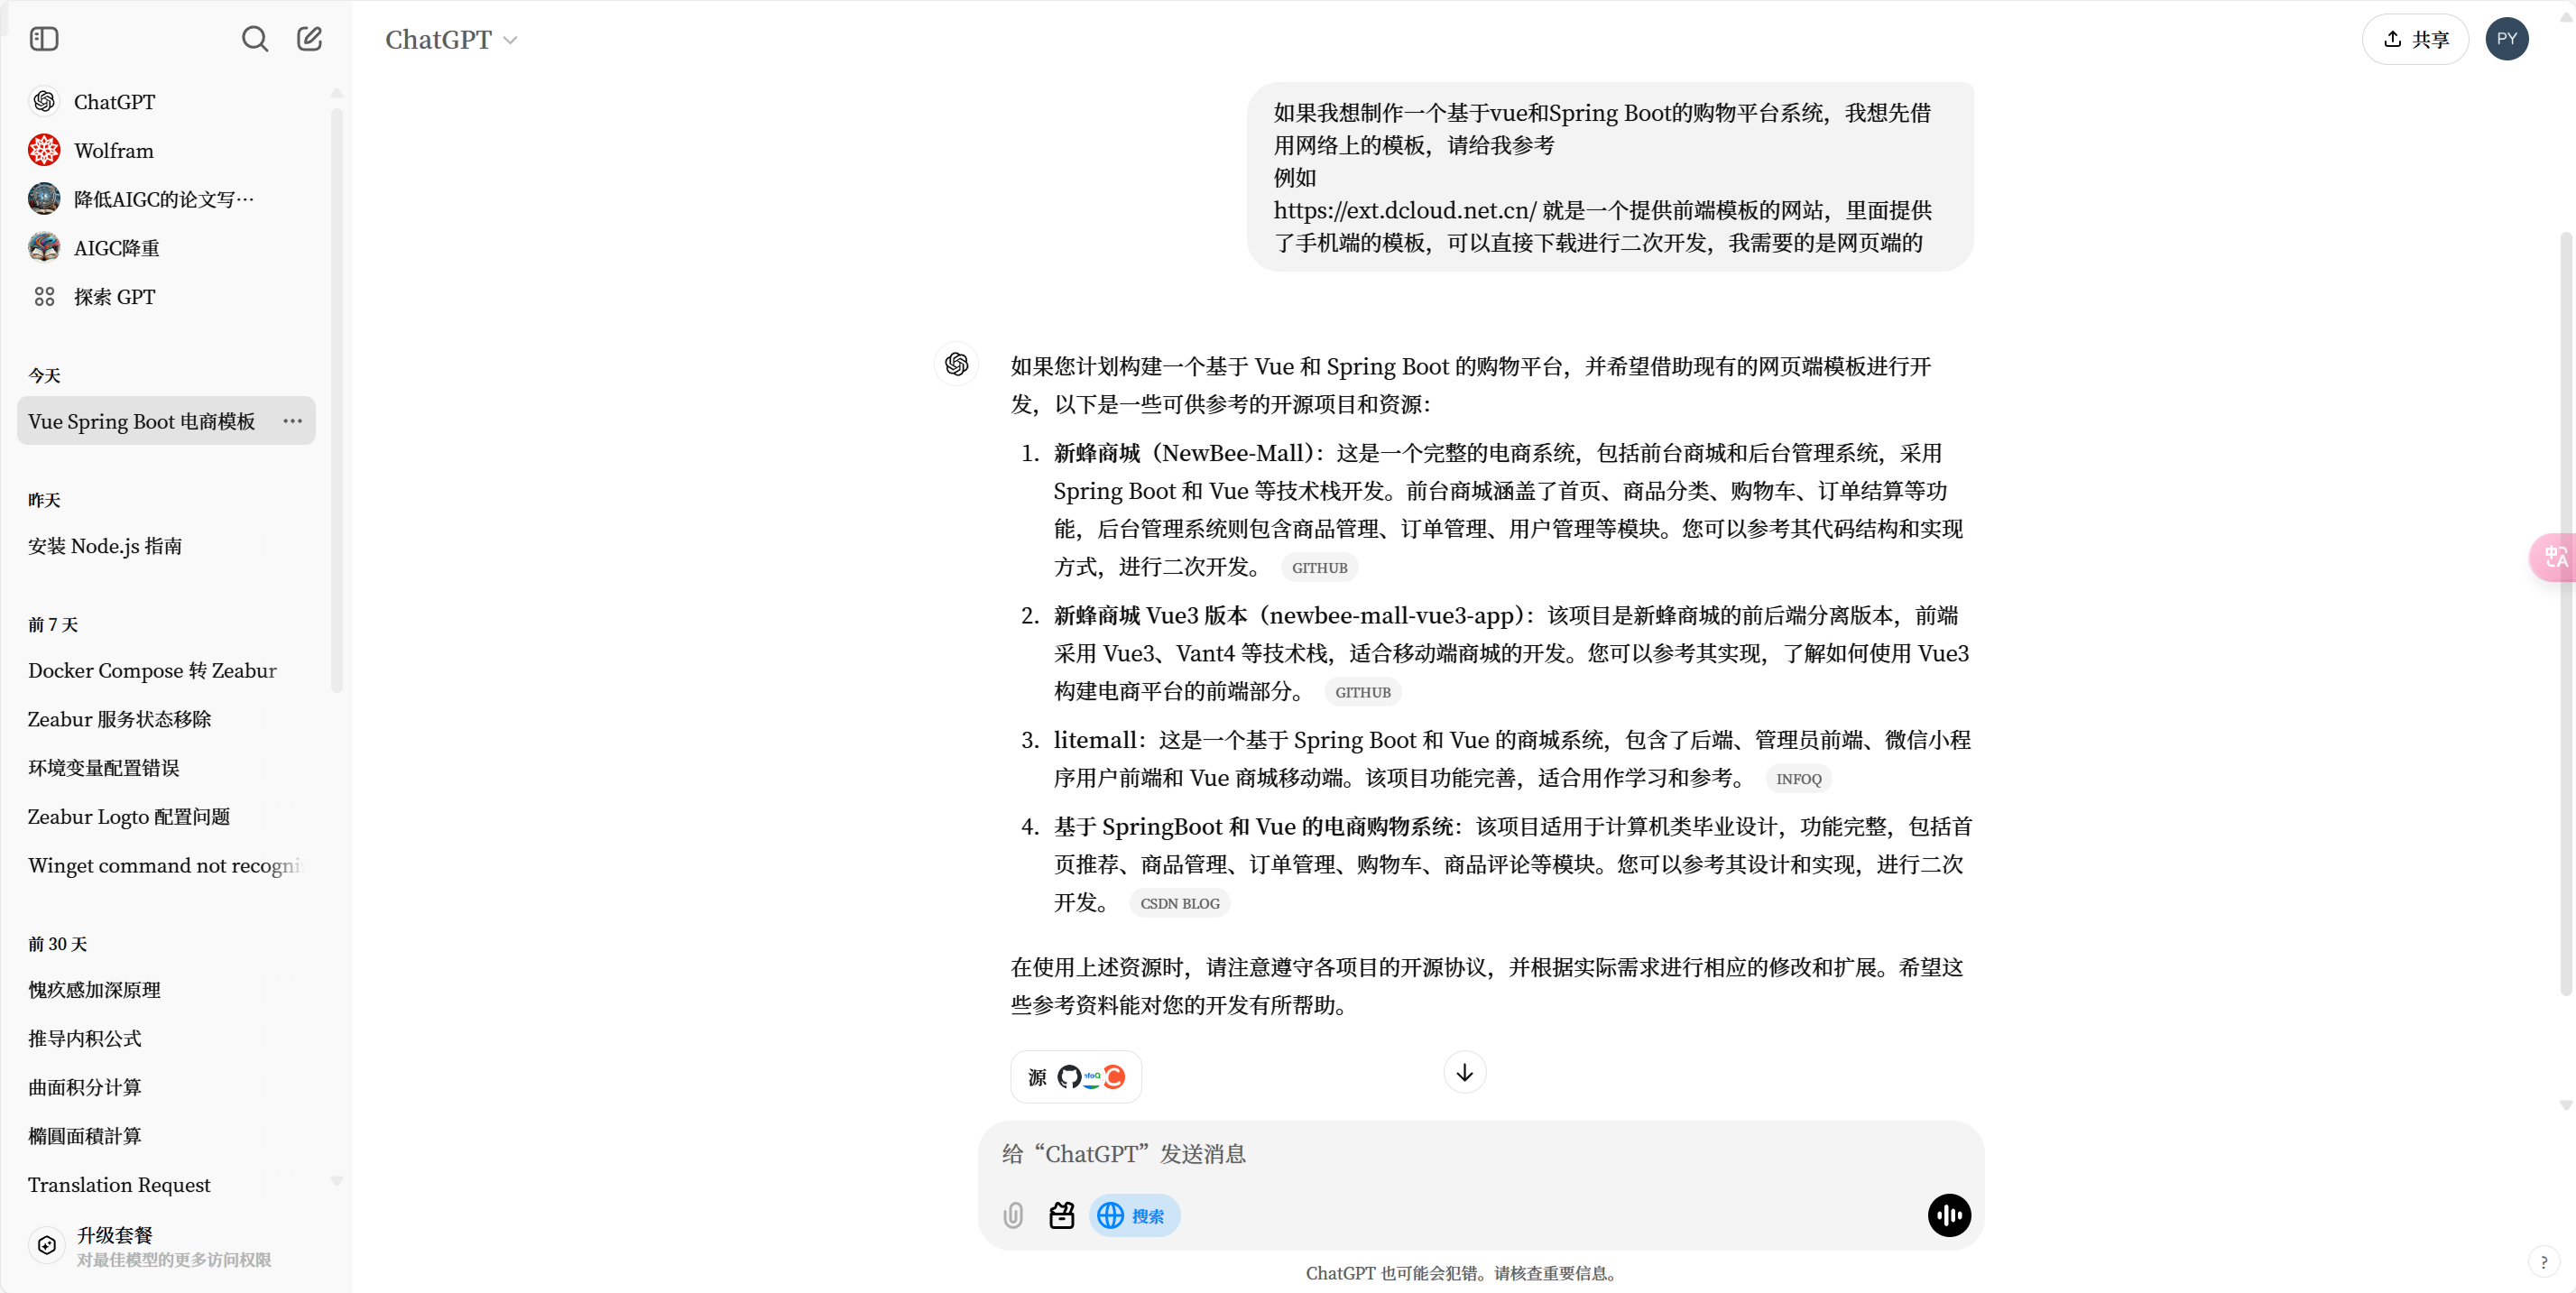 ChatGPT
Wolfram
降低AIGC的论文写…
AIGC降重
探索 GPT
今天
Vue Spring Boot 电商模板
昨天
安装 Node.js 指南
前 7 天
Docker Compose 转 Zeabur
Zeabur 服务状态移除
环境变量配置错误
Zeabur Logto 配置问题
Winget command not recogni
前 30 天
愧疚感加深原理
推导内积公式
曲面积分计算
橢圓面積計算
Translation Request
升级套餐
对最佳模型的更多访问权限
ChatGPT
共享
PY
如果我想制作一个基于vue和Spring Boot的购物平台系统，我想先借
用网络上的模板，请给我参考
例如
https://ext.dcloud.net.cn/ 就是一个提供前端模板的网站，里面提供
了手机端的模板，可以直接下载进行二次开发，我需要的是网页端的
如果您计划构建一个基于 Vue 和 Spring Boot 的购物平台，并希望借助现有的网页端模板进行开
发，以下是一些可供参考的开源项目和资源：
1. 新蜂商城（NewBee-Mall）：这是一个完整的电商系统，包括前台商城和后台管理系统，采用
Spring Boot 和 Vue 等技术栈开发。前台商城涵盖了首页、商品分类、购物车、订单结算等功
能，后台管理系统则包含商品管理、订单管理、用户管理等模块。您可以参考其代码结构和实现
方式，进行二次开发。 GITHUB
2. 新蜂商城 Vue3 版本（newbee-mall-vue3-app）：该项目是新蜂商城的前后端分离版本，前端
采用 Vue3、Vant4 等技术栈，适合移动端商城的开发。您可以参考其实现，了解如何使用 Vue3
构建电商平台的前端部分。 GITHUB
3. litemall：这是一个基于 Spring Boot 和 Vue 的商城系统，包含了后端、管理员前端、微信小程
序用户前端和 Vue 商城移动端。该项目功能完善，适合用作学习和参考。 INFOQ
4. 基于 SpringBoot 和 Vue 的电商购物系统：该项目适用于计算机类毕业设计，功能完整，包括首
页推荐、商品管理、订单管理、购物车、商品评论等模块。您可以参考其设计和实现，进行二次
开发。 CSDN BLOG
在使用上述资源时，请注意遵守各项目的开源协议，并根据实际需求进行相应的修改和扩展。希望这
些参考资料能对您的开发有所帮助。
源
给“ChatGPT”发送消息
搜索
ChatGPT 也可能会犯错。请核查重要信息。
?
中
A